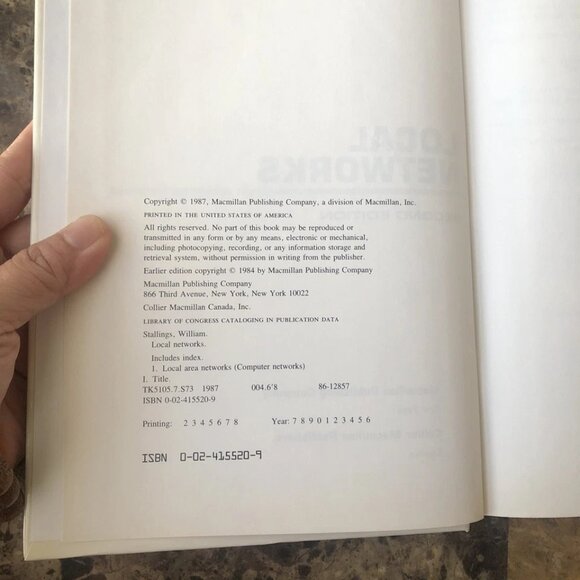 Copyright © 1987, Macmillan Publishing Company, a division of Macmillan, Inc.
PRINTED IN THE UNITED STATES OF AMERICA
All rights reserved. No part of this book may be reproduced or
transmitted in any form or by any means, electronic or mechanical,
including photocopying, recording, or any information storage and
retrieval system, without permission in writing from the publisher.
Earlier edition copyright © 1984 by Macmillan Publishing Company
Macmillan Publishing Company
866 Third Avenue, New York, New York 10022
Collier Macmillan Canada, Inc.
LIBRARY OF CONGRESS CATALOGING IN PUBLICATION DATA
Stallings, William.
Local networks.
Includes index.
1. Local area networks (Computer networks)
I. Title.
TK5105.7.S73 1987 004.6'8 86-12857
ISBN 0-02-415520-9
Printing: 2 3 4 5 6 7 8 Year: 7 8 9 0 1 2 3 4 5 6
ISBN 0-02-415520-9